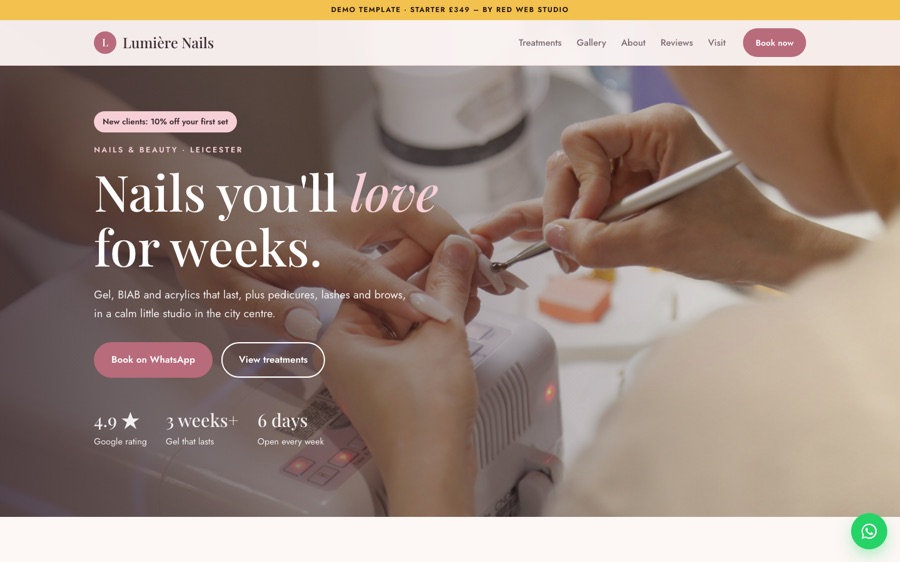 DEMO TEMPLATE · STARTER £349 — BY RED WEB STUDIO
L Lumière Nails
Treatments Gallery About Reviews Visit Book now
New clients: 10% off your first set
NAILS & BEAUTY · LEICESTER
Nails you'll love
for weeks.
Gel, BIAB and acrylics that last, plus pedicures, lashes and brows,
in a calm little studio in the city centre.
Book on WhatsApp View treatments
4.9 ★ 3 weeks+ 6 days
Google rating Gel that lasts Open every week